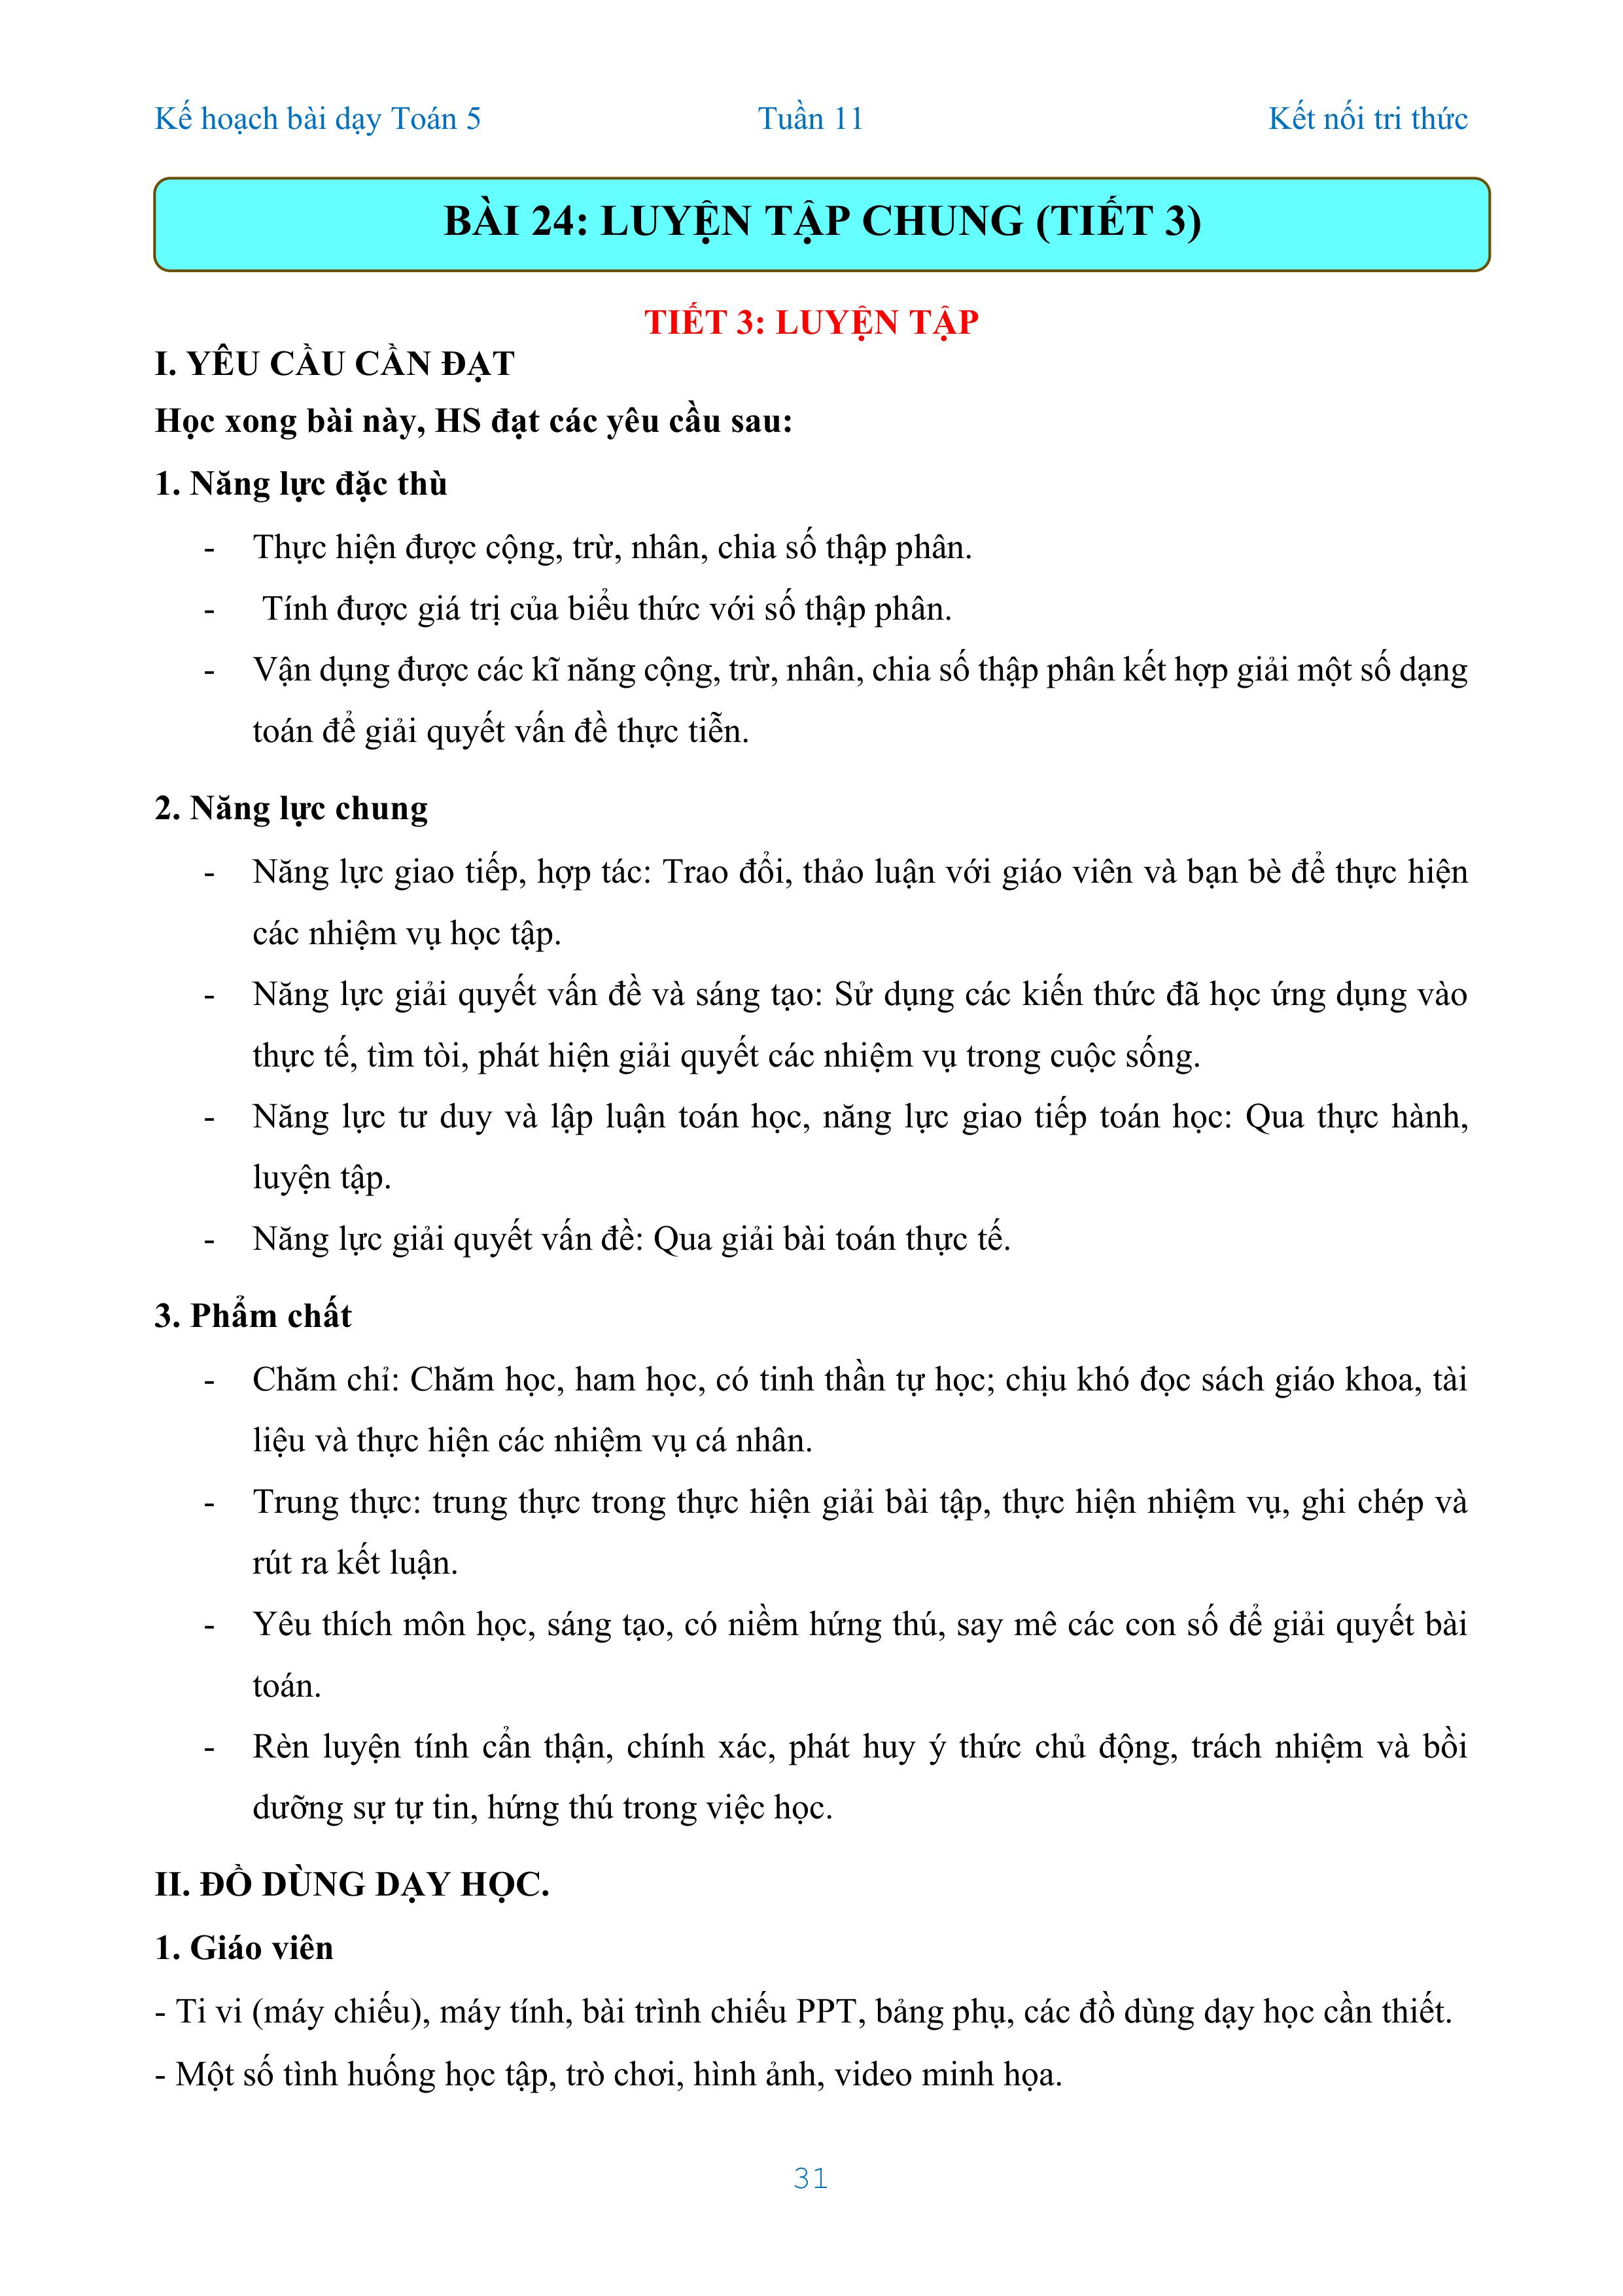 Kế hoạch bài dạy Toán 5 Tuần 11 Kết nối tri thức
BÀI 24: LUYỆN TẬP CHUNG (TIẾT 3)
TIẾT 3: LUYỆN TẬP
I. YÊU CẦU CẦN ĐẠT
Học xong bài này, HS đạt các yêu cầu sau:
1. Năng lực đặc thù
- Thực hiện được cộng, trừ, nhân, chia số thập phân.
- Tính được giá trị của biểu thức với số thập phân.
- Vận dụng được các kĩ năng cộng, trừ, nhân, chia số thập phân kết hợp giải một số dạng
toán để giải quyết vấn đề thực tiễn.
2. Năng lực chung
- Năng lực giao tiếp, hợp tác: Trao đổi, thảo luận với giáo viên và bạn bè để thực hiện
các nhiệm vụ học tập.
- Năng lực giải quyết vấn đề và sáng tạo: Sử dụng các kiến thức đã học ứng dụng vào
thực tế, tìm tòi, phát hiện giải quyết các nhiệm vụ trong cuộc sống.
- Năng lực tư duy và lập luận toán học, năng lực giao tiếp toán học: Qua thực hành,
luyện tập.
- Năng lực giải quyết vấn đề: Qua giải bài toán thực tế.
3. Phẩm chất
- Chăm chỉ: Chăm học, ham học, có tinh thần tự học; chịu khó đọc sách giáo khoa, tài
liệu và thực hiện các nhiệm vụ cá nhân.
- Trung thực: trung thực trong thực hiện giải bài tập, thực hiện nhiệm vụ, ghi chép và
rút ra kết luận.
- Yêu thích môn học, sáng tạo, có niềm hứng thú, say mê các con số để giải quyết bài
toán.
- Rèn luyện tính cẩn thận, chính xác, phát huy ý thức chủ động, trách nhiệm và bồi
dưỡng sự tự tin, hứng thú trong việc học.
II. ĐỒ DÙNG DẠY HỌC.
1. Giáo viên
- Ti vi (máy chiếu), máy tính, bài trình chiếu PPT, bảng phụ, các đồ dùng dạy học cần thiết.
- Một số tình huống học tập, trò chơi, hình ảnh, video minh họa.
31